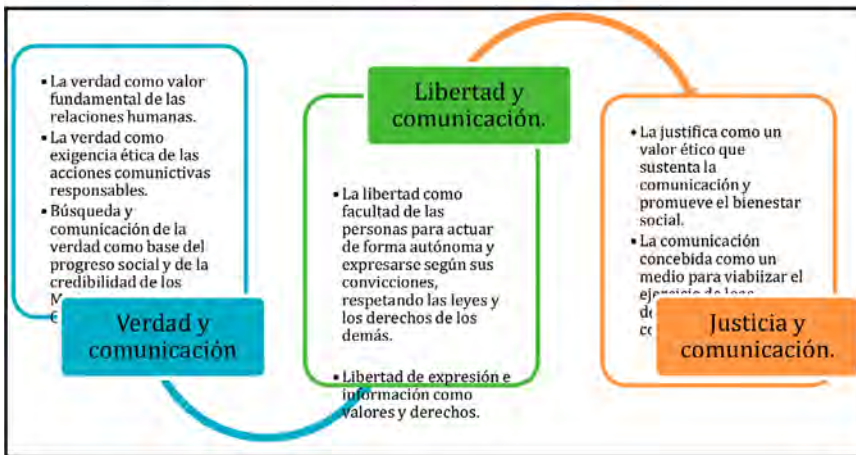 • La verdad como valor
fundamental de las
relaciones humanas.
• La verdad como
exigencia ética de las
acciones comunictivas
responsables.
• Búsqueda y
comunicación de la
verdad como base del
progreso social y de la
credibilidad de los
Verdad y
comunicación
Libertad y
comunicación.
• La libertad como
facultad de las
personas para actuar
de forma autónoma y
expresarse según sus
convicciones,
respetando las leyes y
los derechos de los
demás.
• Libertad de expresión e
información como
valores y derechos.
• La justifica como un
valor ético que
sustenta la
comunicación y
promueve el bienestar
social.
• La comunicación
concebida como un
medio para viabiizar el
Justicia y
comunicación.